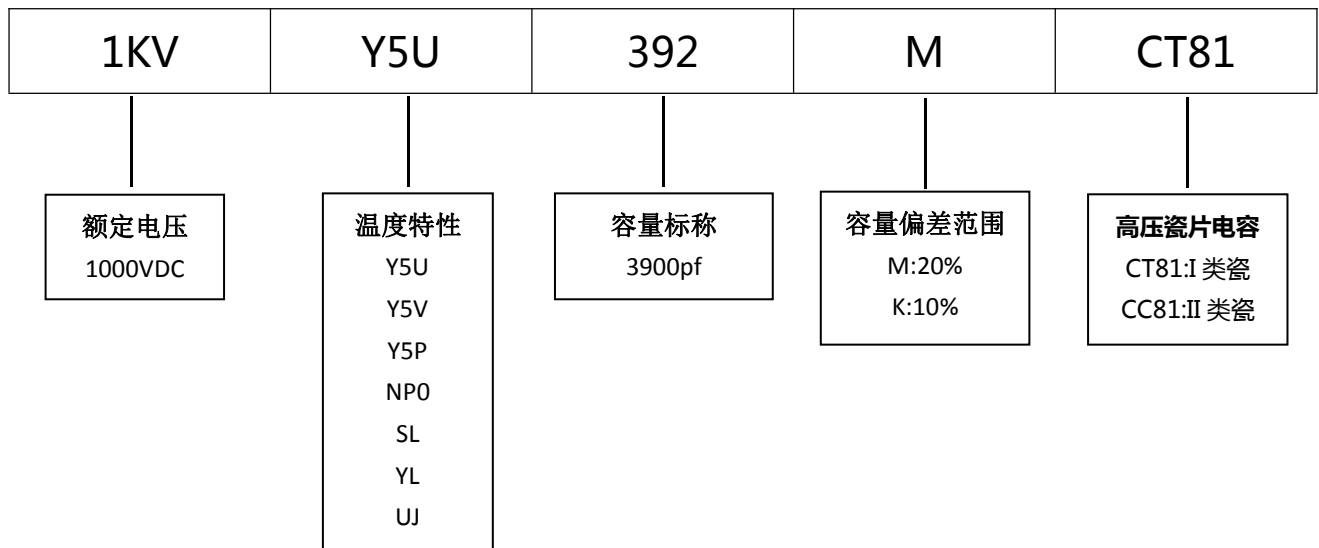 1KV Y5U 392 M CT81
额定电压
1000VDC
温度特性
Y5U
Y5V
Y5P
NP0
SL
YL
UJ
容量标称
3900pf
容量偏差范围
M:20%
K:10%
高压瓷片电容
CT81:I 类瓷
CC81:II 类瓷